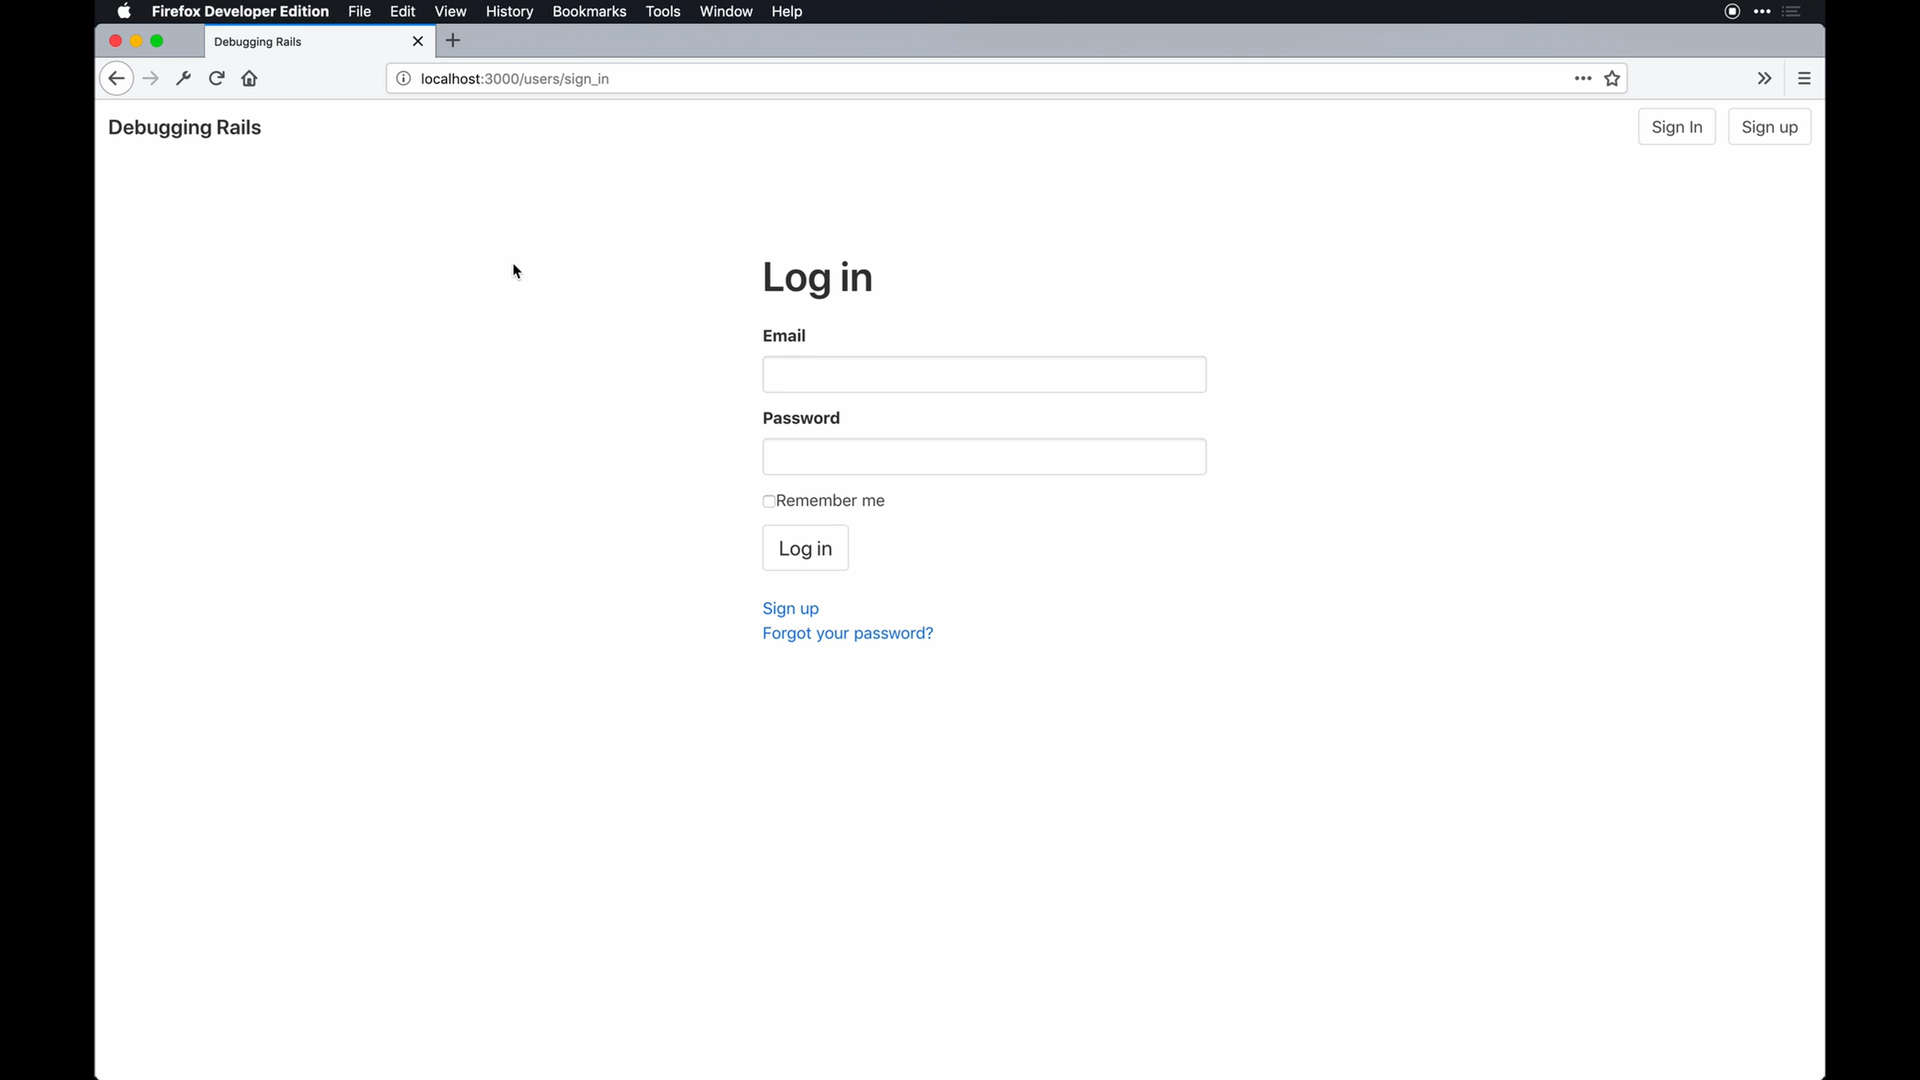 Firefox Developer Edition File Edit View History Bookmarks Tools Window Help
Debugging Rails
localhost:3000/users/sign_in
Debugging Rails Sign In Sign up
Log in
Email
Password
Remember me
Log in
Sign up
Forgot your password?